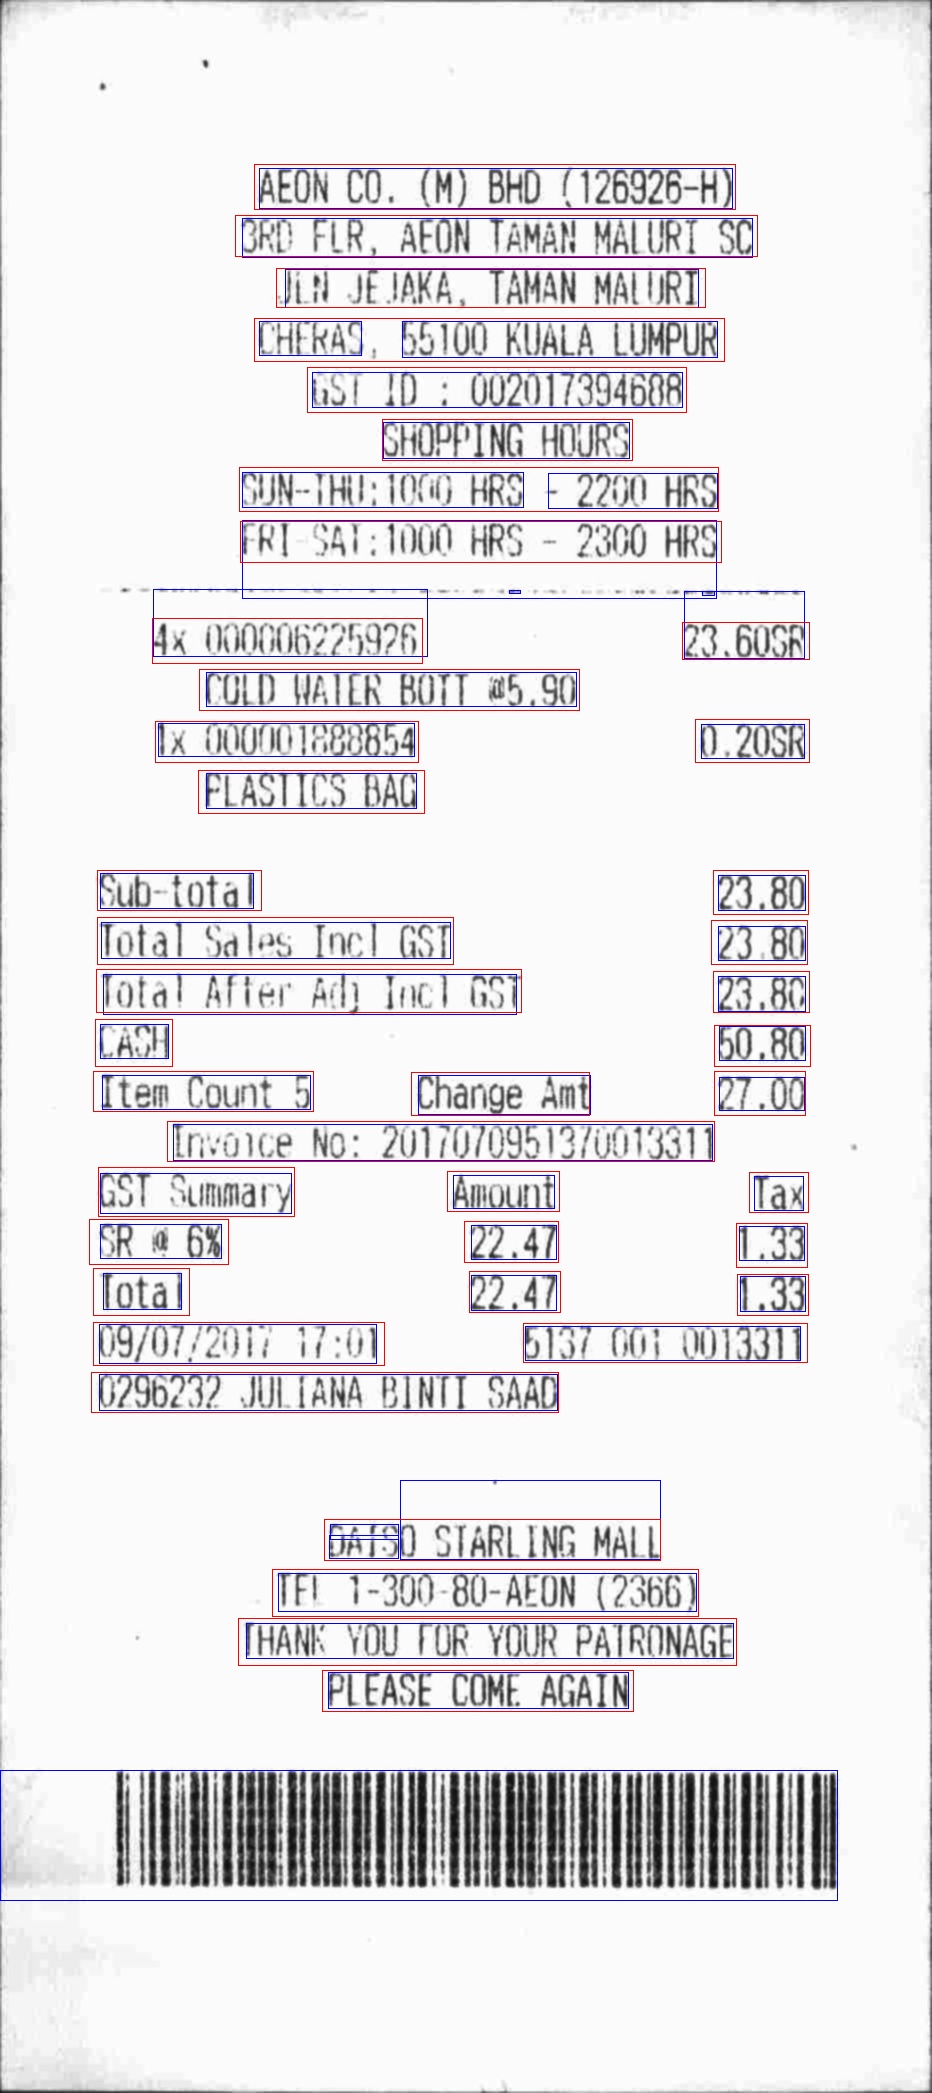 AEON CO. (M) BHD (126926-H)
3RD FLR, AEON TAMAN MALURI SC
JLN JEJAKA, TAMAN MALURI
CHERAS, 55100 KUALA LUMPUR
GST ID : 002017394688
SHOPPING HOURS
SUN-THU:1000 HRS - 2200 HRS
FRI-SAT:1000 HRS - 2300 HRS
4x 000006225926 23.60SR
COLD WATER BOTT @5.90
1x 000001888854 0.20SR
PLASTICS BAG
Sub-total 23.80
Total Sales Incl GST 23.80
Total After Adj Incl GST 23.80
CASH 50.80
Item Count 5 Change Amt 27.00
Invoice No: 2017070951370013311
GST Summary Amount Tax
SR @ 6% 22.47 1.33
Total 22.47 1.33
09/07/2017 17:01 5137 001 0013311
0296232 JULIANA BINTI SAAD
DAISO STARLING MALL
TEL 1-300-80-AEON (2366)
THANK YOU FOR YOUR PATRONAGE
PLEASE COME AGAIN